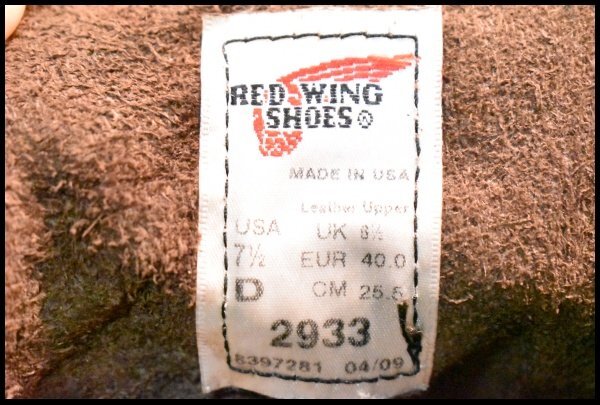 RED WING
SHOES®
MADE IN USA
Leather Upper
USA UK 6½
7½ EUR 40.0
D CM 25.5
2933
8397281 04/09